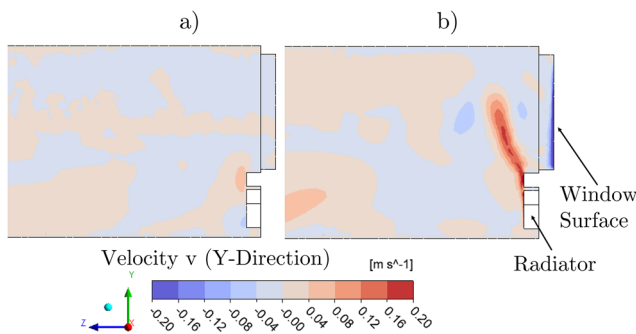 a)
b)
Window
Surface
Radiator
Velocity v (Y-Direction)
[m s^-1]
-0.20
-0.16
-0.12
-0.08
-0.04
0.00
0.04
0.08
0.12
0.16
0.20
Y
Z
X